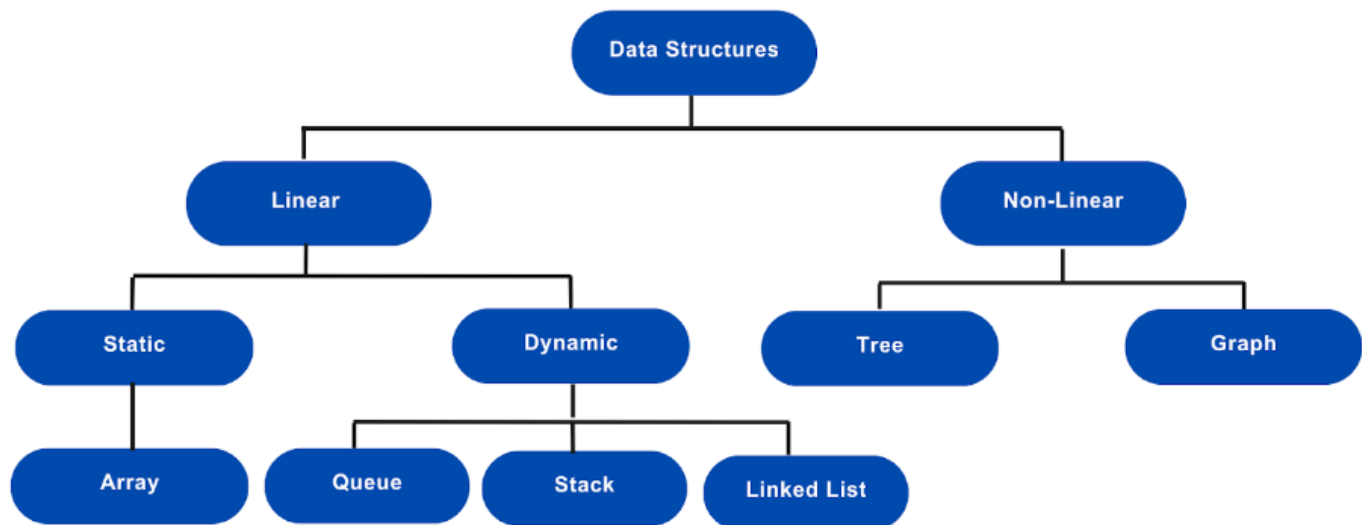 Data Structures
Linear
Non-Linear
Static
Dynamic
Tree
Graph
Array
Queue
Stack
Linked List